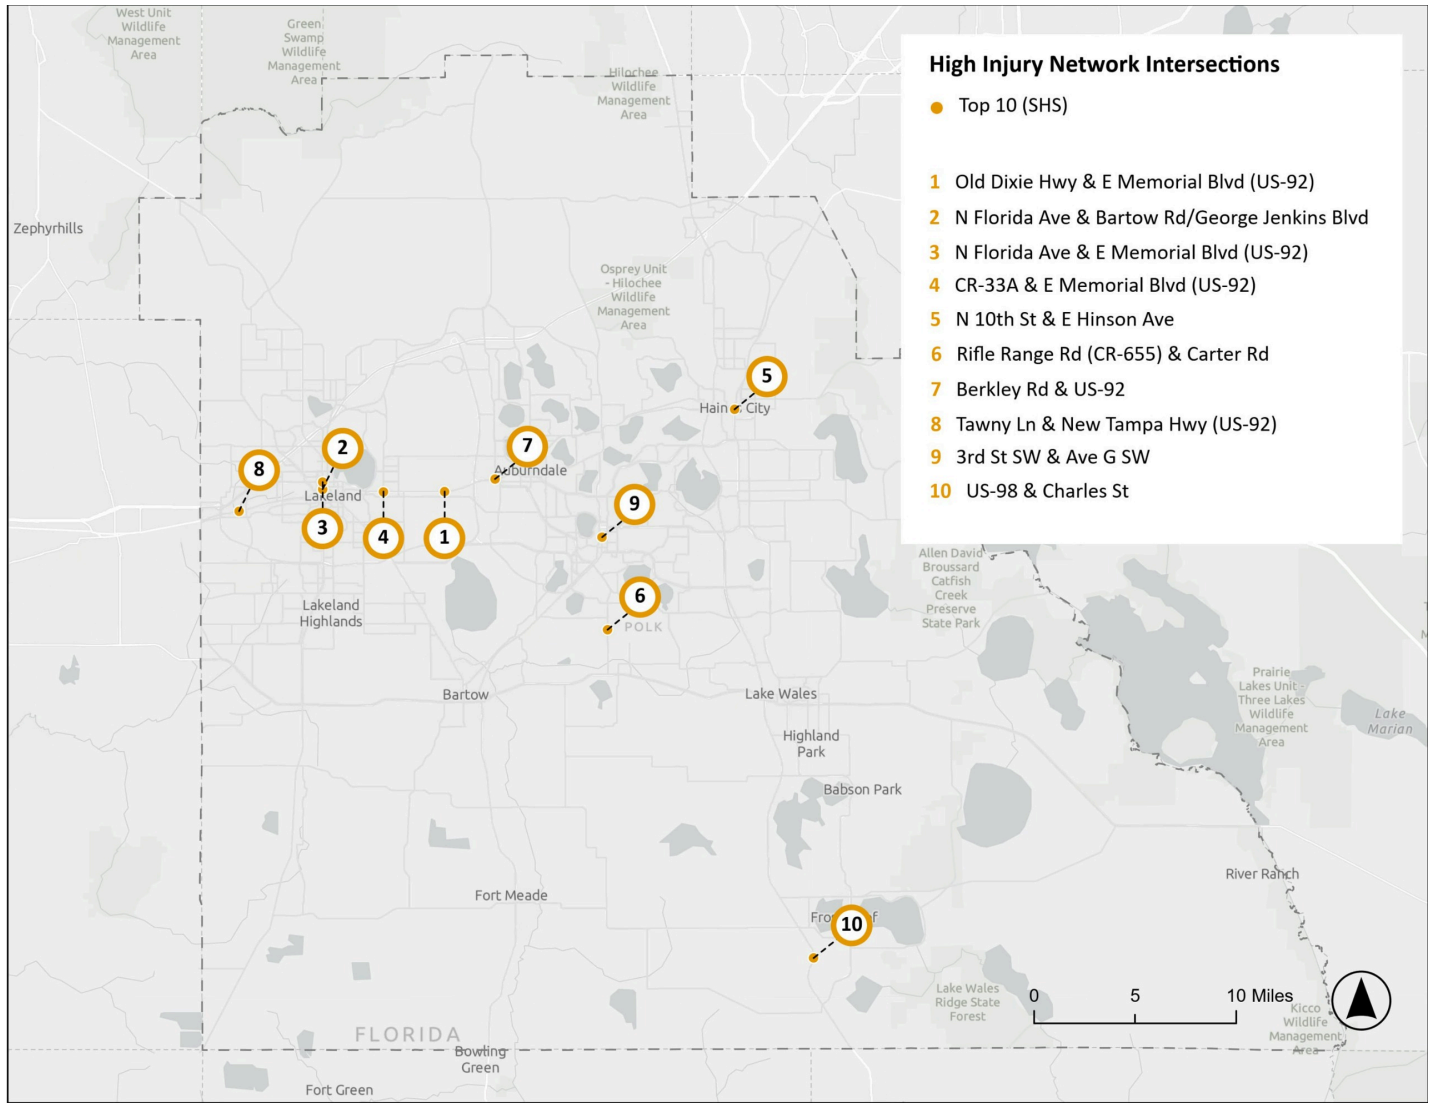 West Unit
Wildlife
Management
Area
Green
Swamp
Wildlife
Management
Area
Hilochee
Wildlife
Management
Area
High Injury Network Intersections
Top 10 (SHS)
1 Old Dixie Hwy & E Memorial Blvd (US-92)
2 N Florida Ave & Bartow Rd/George Jenkins Blvd
3 N Florida Ave & E Memorial Blvd (US-92)
4 CR-33A & E Memorial Blvd (US-92)
5 N 10th St & E Hinson Ave
6 Rifle Range Rd (CR-655) & Carter Rd
7 Berkley Rd & US-92
8 Tawny Ln & New Tampa Hwy (US-92)
9 3rd St SW & Ave G SW
10 US-98 & Charles St
Zephyrhills
Osprey Unit
- Hilochee
Wildlife
Management
Area
5
Hain City
2
7
8
Auburndale
Lakeland
9
3
4
1
Allen David
Broussard
Catfish
Creek
Preserve
State Park
6
POLK
Lakeland
Highlands
Bartow
Lake Wales
Prairie
Lakes Unit -
Three Lakes
Wildlife
Management
Area
Lake
Marian
Highland
Park
Babson Park
River Ranch
Fort Meade
10
Lake Wales
Ridge State
Forest
0 5 10 Miles
Kicco
Wildlife
Management
Area
FLORIDA
Bowling
Green
Fort Green